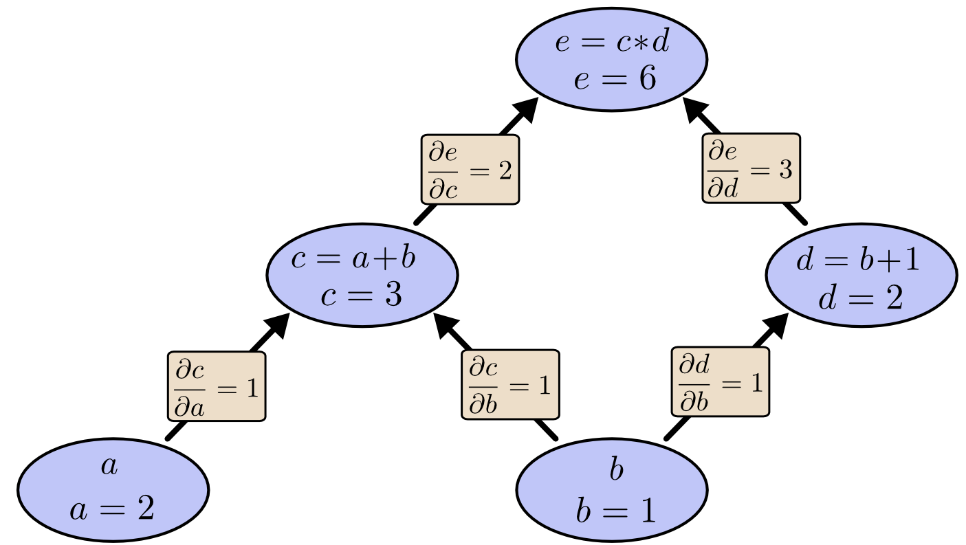 e = c*d
e = 6
∂e/∂c = 2
∂e/∂d = 3
c = a+b
c = 3
d = b+1
d = 2
∂c/∂a = 1
∂c/∂b = 1
∂d/∂b = 1
a
a = 2
b
b = 1